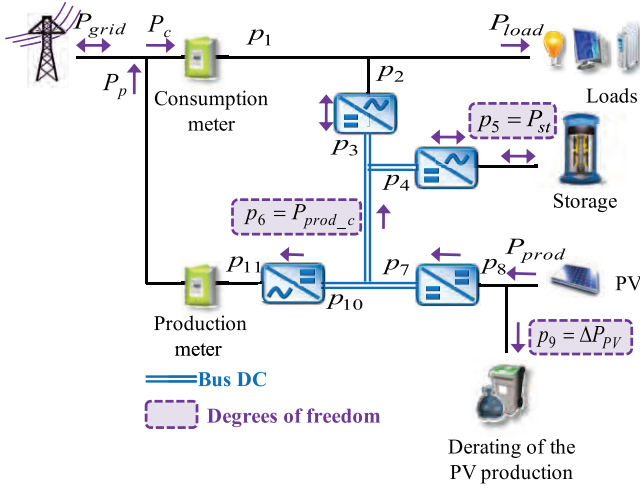 P_grid
P_c
p_1
P_load
P_p
Consumption
meter
p_2
Loads
p_3
p_5 = P_st
p_4
Storage
p_6 = P_prod_c
p_11
p_7
p_8
P_prod
PV
p_10
Production
meter
p_9 = ΔP_PV
Bus DC
Degrees of freedom
Derating of the
PV production